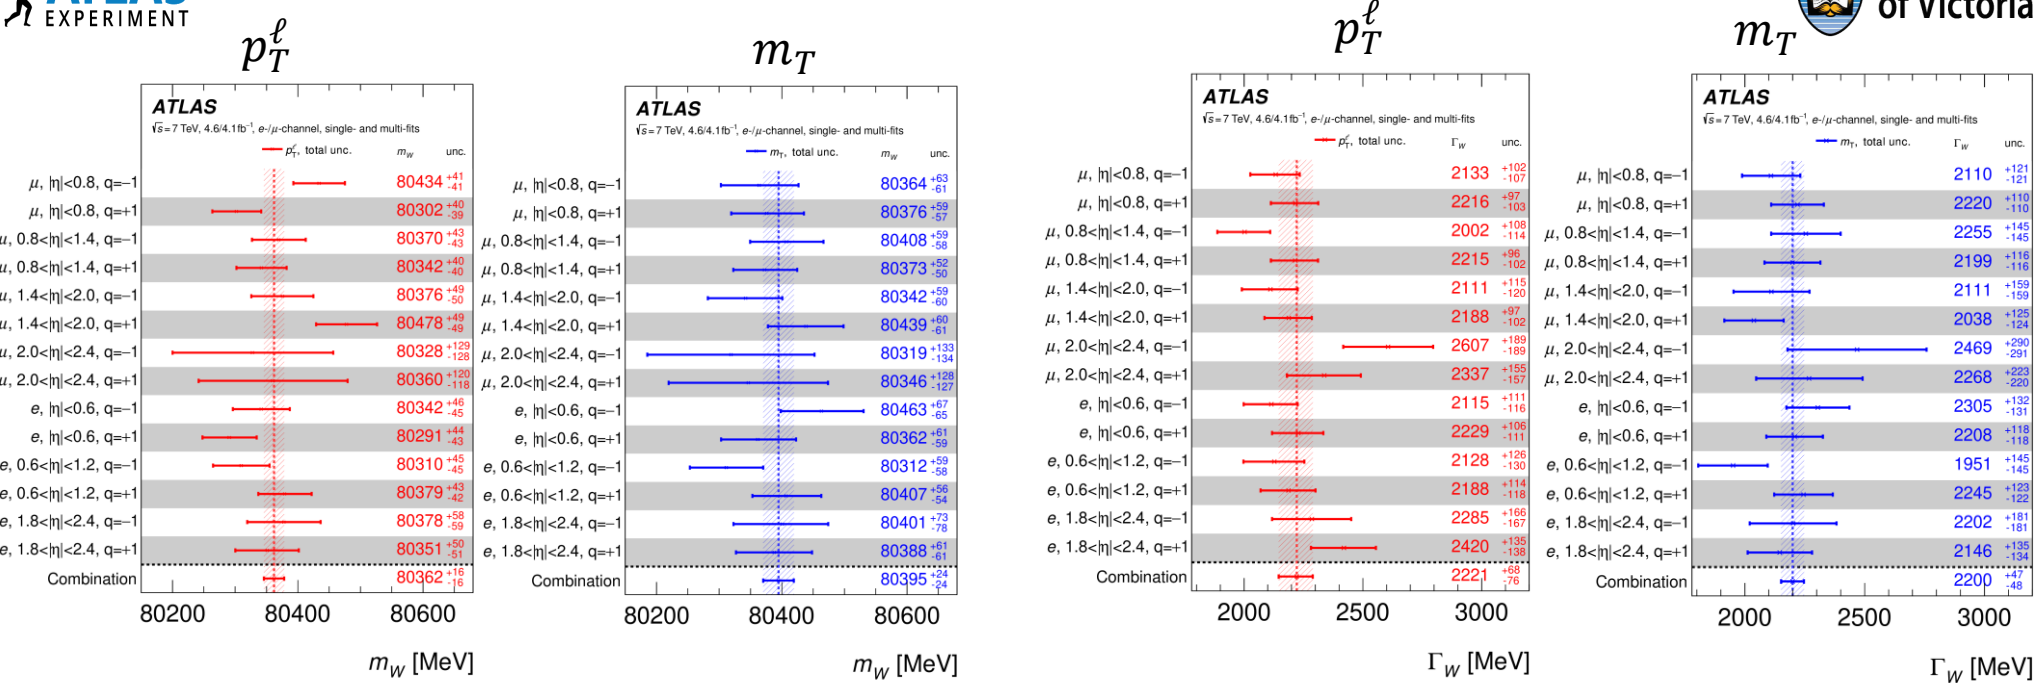 ATLAS
EXPERIMENT
of Victoria
p_T^ℓ
m_T
p_T^ℓ
m_T
ATLAS
√s = 7 TeV, 4.6/4.1fb⁻¹, e-/μ-channel, single- and multi-fits
p_T^ℓ, total unc. m_W unc.
μ, |η|<0.8, q=−1 80434 +41 -41
μ, |η|<0.8, q=+1 80302 +40 -39
μ, 0.8<|η|<1.4, q=−1 80370 +43 -43
μ, 0.8<|η|<1.4, q=+1 80342 +40 -40
μ, 1.4<|η|<2.0, q=−1 80376 +49 -50
μ, 1.4<|η|<2.0, q=+1 80478 +49 -49
μ, 2.0<|η|<2.4, q=−1 80328 +129 -128
μ, 2.0<|η|<2.4, q=+1 80360 +120 -118
e, |η|<0.6, q=−1 80342 +46 -45
e, |η|<0.6, q=+1 80291 +44 -43
e, 0.6<|η|<1.2, q=−1 80310 +45 -45
e, 0.6<|η|<1.2, q=+1 80379 +43 -42
e, 1.8<|η|<2.4, q=−1 80378 +58 -59
e, 1.8<|η|<2.4, q=+1 80351 +50 -51
Combination 80362 +16 -16
80200 80400 80600
m_W [MeV]
ATLAS
√s = 7 TeV, 4.6/4.1fb⁻¹, e-/μ-channel, single- and multi-fits
m_T, total unc. m_W unc.
μ, |η|<0.8, q=−1 80364 +63 -61
μ, |η|<0.8, q=+1 80376 +59 -57
μ, 0.8<|η|<1.4, q=−1 80408 +59 -58
μ, 0.8<|η|<1.4, q=+1 80373 +52 -50
μ, 1.4<|η|<2.0, q=−1 80342 +59 -60
μ, 1.4<|η|<2.0, q=+1 80439 +60 -61
μ, 2.0<|η|<2.4, q=−1 80319 +133 -134
μ, 2.0<|η|<2.4, q=+1 80346 +128 -127
e, |η|<0.6, q=−1 80463 +67 -65
e, |η|<0.6, q=+1 80362 +61 -59
e, 0.6<|η|<1.2, q=−1 80312 +59 -58
e, 0.6<|η|<1.2, q=+1 80407 +56 -54
e, 1.8<|η|<2.4, q=−1 80401 +73 -78
e, 1.8<|η|<2.4, q=+1 80388 +61 -61
Combination 80395 +24 -24
80200 80400 80600
m_W [MeV]
ATLAS
√s = 7 TeV, 4.6/4.1fb⁻¹, e-/μ-channel, single- and multi-fits
p_T^ℓ, total unc. Γ_W unc.
μ, |η|<0.8, q=−1 2133 +102 -107
μ, |η|<0.8, q=+1 2216 +97 -103
μ, 0.8<|η|<1.4, q=−1 2002 +108 -114
μ, 0.8<|η|<1.4, q=+1 2215 +96 -102
μ, 1.4<|η|<2.0, q=−1 2111 +115 -120
μ, 1.4<|η|<2.0, q=+1 2188 +97 -102
μ, 2.0<|η|<2.4, q=−1 2607 +189 -189
μ, 2.0<|η|<2.4, q=+1 2337 +155 -157
e, |η|<0.6, q=−1 2115 +111 -116
e, |η|<0.6, q=+1 2229 +106 -111
e, 0.6<|η|<1.2, q=−1 2128 +126 -130
e, 0.6<|η|<1.2, q=+1 2188 +114 -118
e, 1.8<|η|<2.4, q=−1 2285 +166 -167
e, 1.8<|η|<2.4, q=+1 2420 +135 -138
Combination 2221 +68 -76
2000 2500 3000
Γ_W [MeV]
ATLAS
√s = 7 TeV, 4.6/4.1fb⁻¹, e-/μ-channel, single- and multi-fits
m_T, total unc. Γ_W unc.
μ, |η|<0.8, q=−1 2110 +121 -121
μ, |η|<0.8, q=+1 2220 +110 -110
μ, 0.8<|η|<1.4, q=−1 2255 +145 -145
μ, 0.8<|η|<1.4, q=+1 2199 +116 -116
μ, 1.4<|η|<2.0, q=−1 2111 +159 -159
μ, 1.4<|η|<2.0, q=+1 2038 +125 -124
μ, 2.0<|η|<2.4, q=−1 2469 +290 -291
μ, 2.0<|η|<2.4, q=+1 2268 +223 -220
e, |η|<0.6, q=−1 2305 +132 -131
e, |η|<0.6, q=+1 2208 +118 -118
e, 0.6<|η|<1.2, q=−1 1951 +145 -145
e, 0.6<|η|<1.2, q=+1 2245 +123 -122
e, 1.8<|η|<2.4, q=−1 2202 +181 -181
e, 1.8<|η|<2.4, q=+1 2146 +135 -134
Combination 2200 +47 -48
2000 2500 3000
Γ_W [MeV]